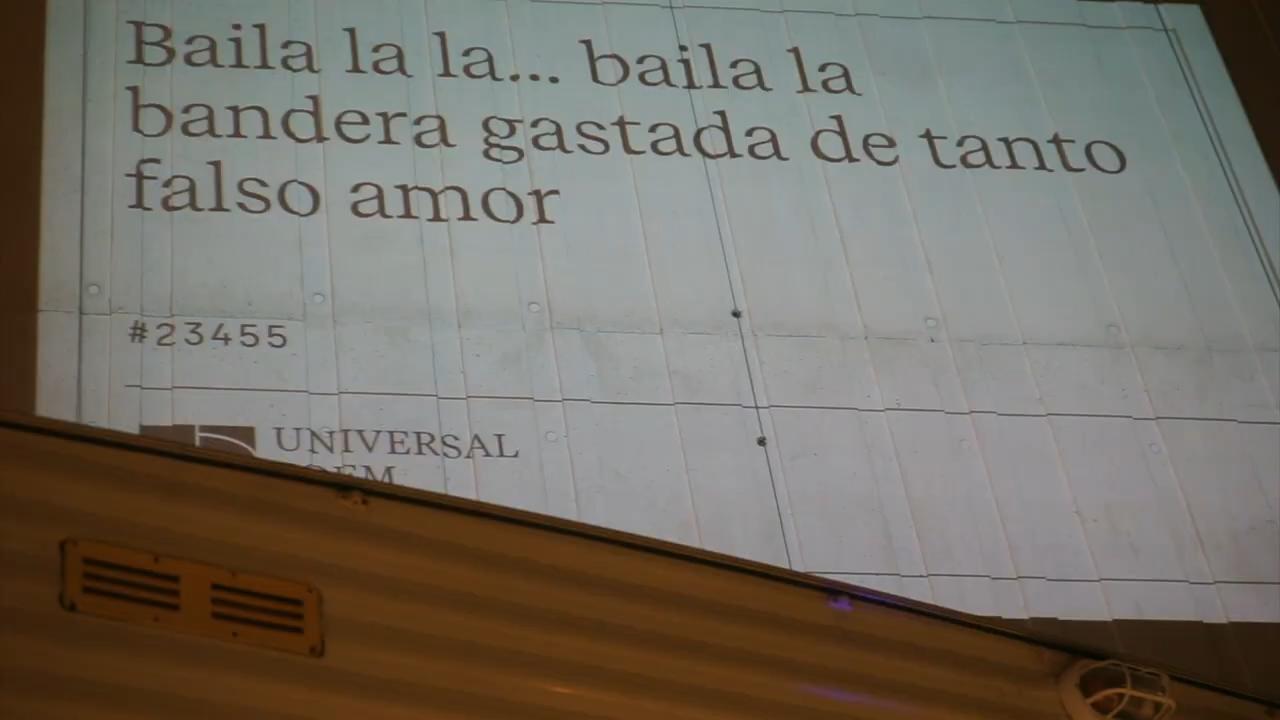 Baila la la... baila la
bandera gastada de tanto
falso amor
#23455
UNIVERSAL